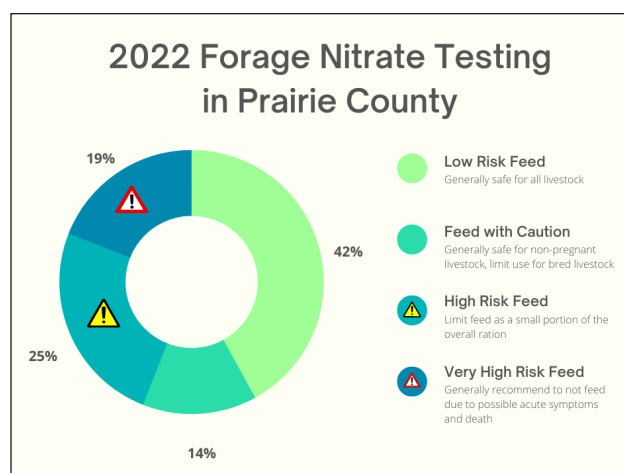 2022 Forage Nitrate Testing
in Prairie County
19%
42%
25%
14%
Low Risk Feed
Generally safe for all livestock
Feed with Caution
Generally safe for non-pregnant
livestock, limit use for bred livestock
High Risk Feed
Limit feed as a small portion of the
overall ration
Very High Risk Feed
Generally recommend to not feed
due to possible acute symptoms
and death